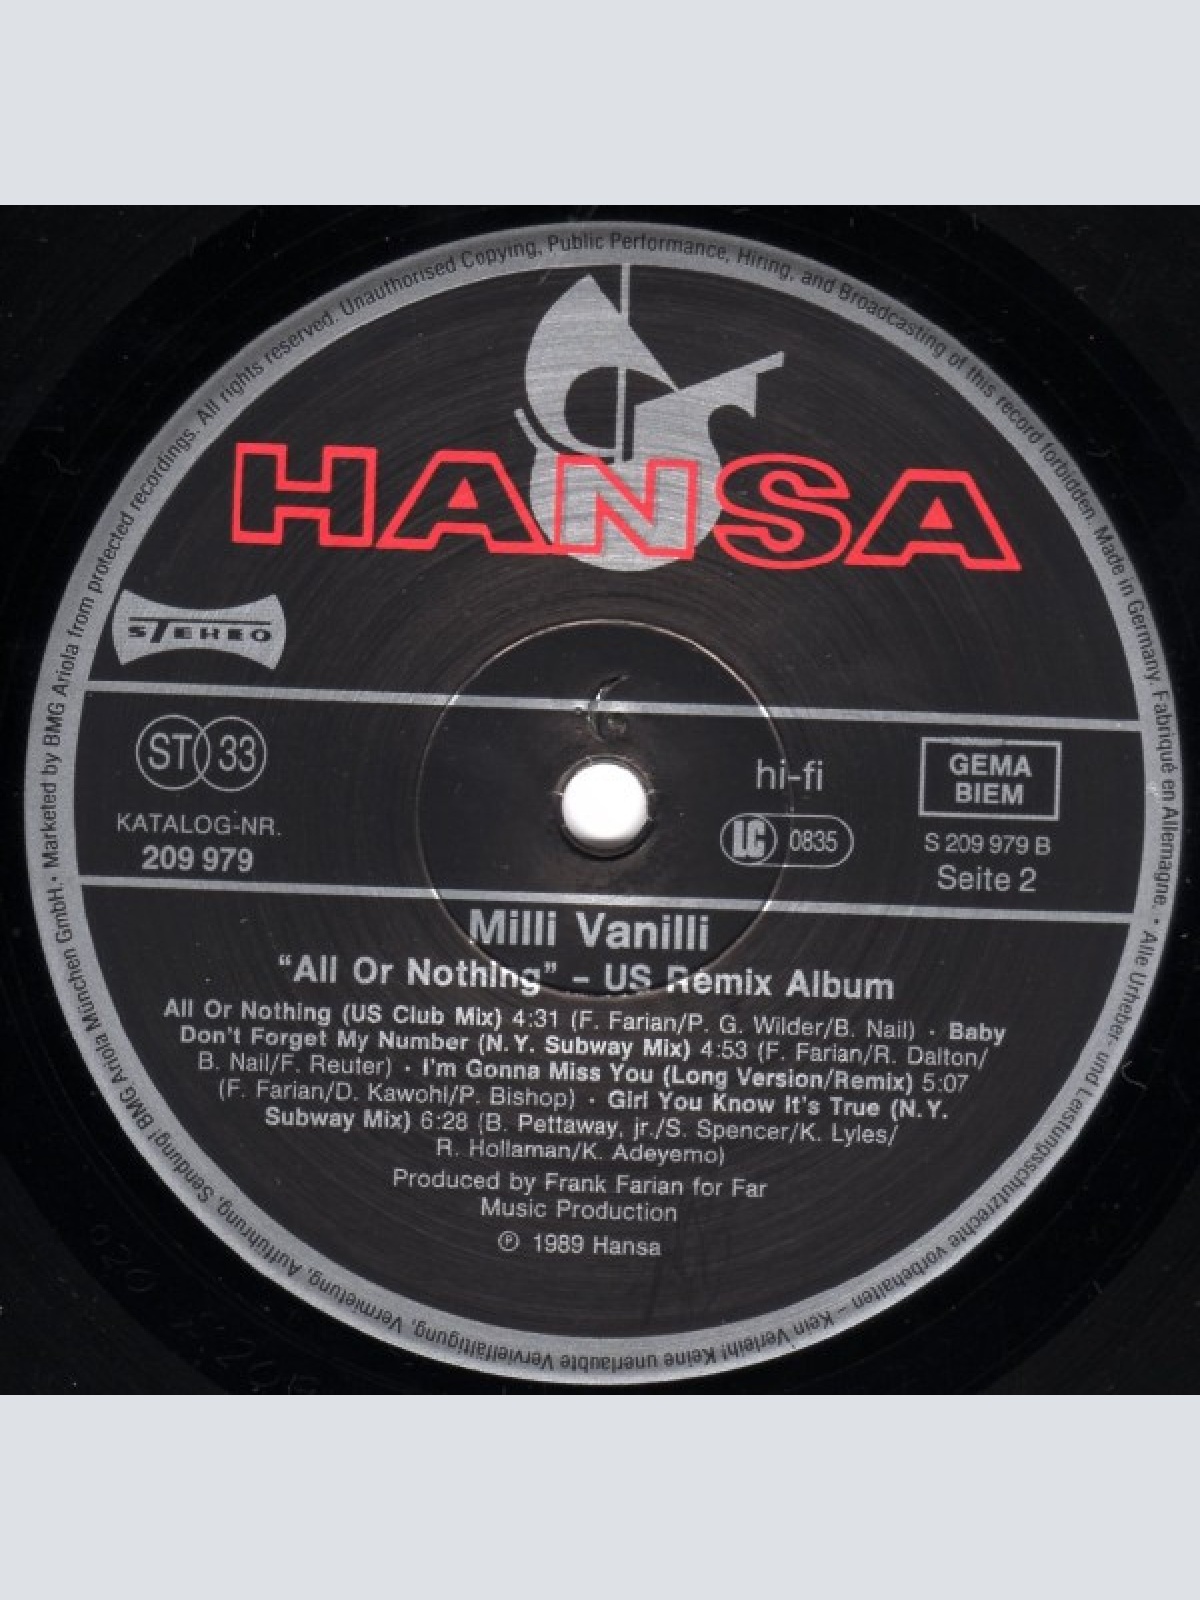 Marketed by BMG Ariola from protected recordings. All rights reserved. Unauthorised Copying, Public Performance, Hiring, and Broadcasting of this record forbidden. Made in Germany. Fabriqué en Allemagne. • Alle Urheber- und Leistungsschutzrechte vorbehalten – Kein Verleih! Keine unerlaubte Vervielfältigung, Vermietung, Aufführung, Sendung! BMG Ariola München GmbH. •
HANSA
STEREO
ST 33
KATALOG-NR.
209 979
hi-fi
LC 0835
GEMA
BIEM
S 209 979 B
Seite 2
Milli Vanilli
“All Or Nothing” – US Remix Album
All Or Nothing (US Club Mix) 4:31 (F. Farian/P. G. Wilder/B. Nail) · Baby
Don't Forget My Number (N.Y. Subway Mix) 4:53 (F. Farian/R. Dalton/
B. Nail/F. Reuter) · I'm Gonna Miss You (Long Version/Remix) 5:07
(F. Farian/D. Kawohl/P. Bishop) · Girl You Know It's True (N.Y.
Subway Mix) 6:28 (B. Pettaway, jr./S. Spencer/K. Lyles/
R. Hollaman/K. Adeyemo)
Produced by Frank Farian for Far
Music Production
℗ 1989 Hansa